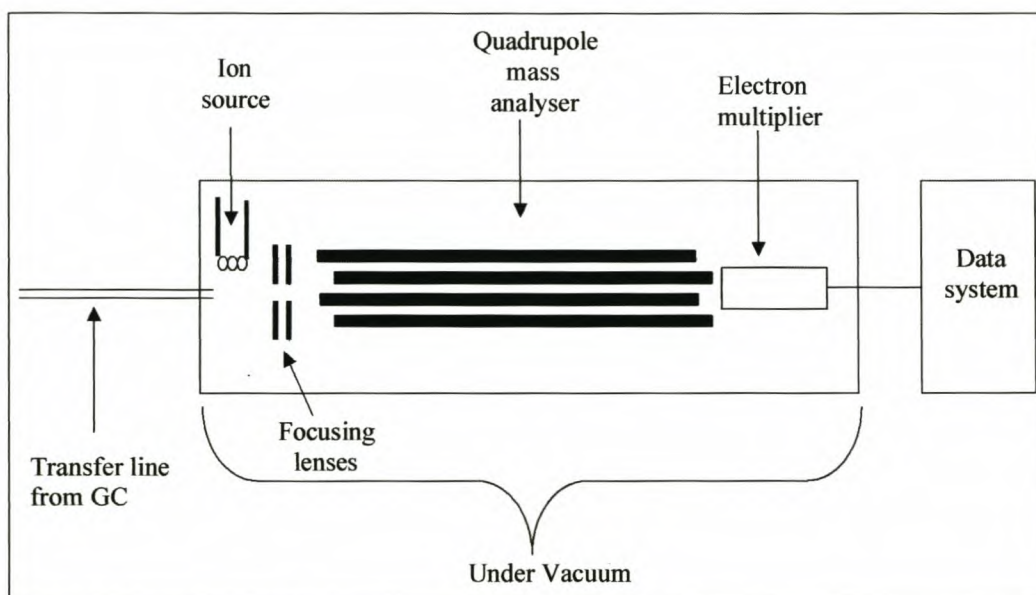 Quadrupole
mass
analyser
Ion
source
Electron
multiplier
Data
system
Focusing
lenses
Transfer line
from GC
Under Vacuum